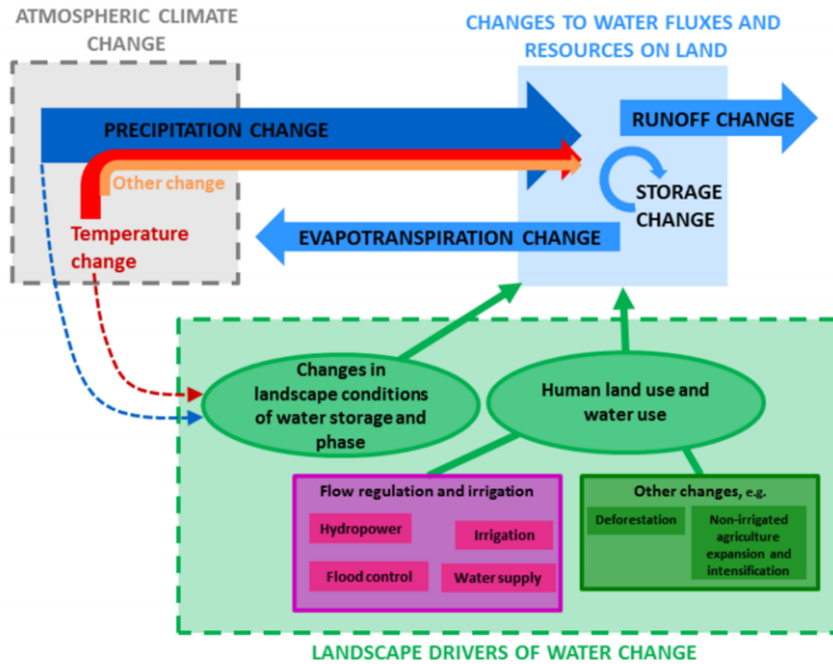 ATMOSPHERIC CLIMATE
CHANGE
CHANGES TO WATER FLUXES AND
RESOURCES ON LAND
PRECIPITATION CHANGE
RUNOFF CHANGE
Other change
STORAGE
CHANGE
Temperature
change
EVAPOTRANSPIRATION CHANGE
Changes in
landscape conditions
of water storage and
phase
Human land use and
water use
Flow regulation and irrigation
Hydropower
Irrigation
Flood control
Water supply
Other changes, e.g.
Deforestation
Non-irrigated
agriculture
expansion and
intensification
LANDSCAPE DRIVERS OF WATER CHANGE